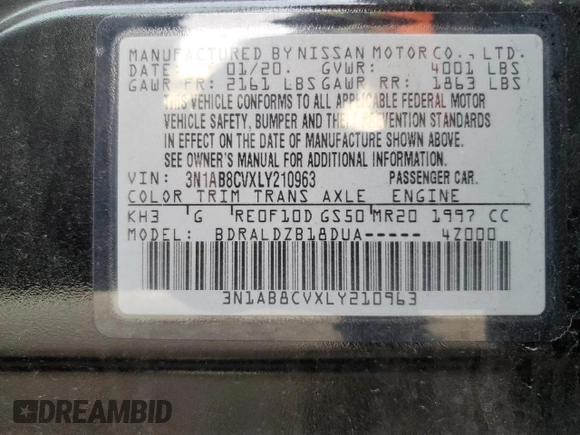 MANUFACTURED BY NISSAN MOTOR CO., LTD.
DATE: 01/20. GVWR: 4001 LBS
GAWR FR: 2161 LBS GAWR RR: 1863 LBS
THIS VEHICLE CONFORMS TO ALL APPLICABLE FEDERAL MOTOR
VEHICLE SAFETY, BUMPER AND THEFT PREVENTION STANDARDS
IN EFFECT ON THE DATE OF MANUFACTURE SHOWN ABOVE.
SEE OWNER'S MANUAL FOR ADDITIONAL INFORMATION.
VIN: 3N1AB8CVXLY210963 PASSENGER CAR.
COLOR TRIM TRANS AXLE ENGINE
KH3 G RE0F10D GS50 MR20 1997 CC
MODEL: BDRALDZB18DUA----- 4Z000
3N1AB8CVXLY210963
DREAMBID